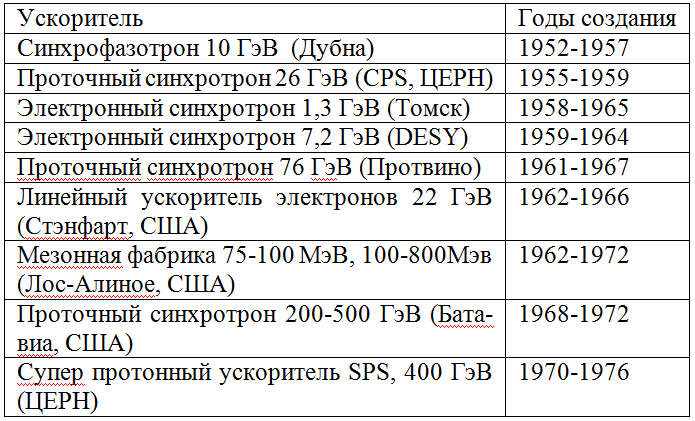 Ускоритель Годы создания
Синхрофазотрон 10 ГэВ (Дубна) 1952-1957
Проточный синхротрон 26 ГэВ (CPS, ЦЕРН) 1955-1959
Электронный синхротрон 1,3 ГэВ (Томск) 1958-1965
Электронный синхротрон 7,2 ГэВ (DESY) 1959-1964
Проточный синхротрон 76 ГэВ (Протвино) 1961-1967
Линейный ускоритель электронов 22 ГэВ 1962-1966
(Стэнфарт, США)
Мезонная фабрика 75-100 МэВ, 100-800Мэв 1962-1972
(Лос-Алиное, США)
Проточный синхротрон 200-500 ГэВ (Бата- 1968-1972
виа, США)
Супер протонный ускоритель SPS, 400 ГэВ 1970-1976
(ЦЕРН)